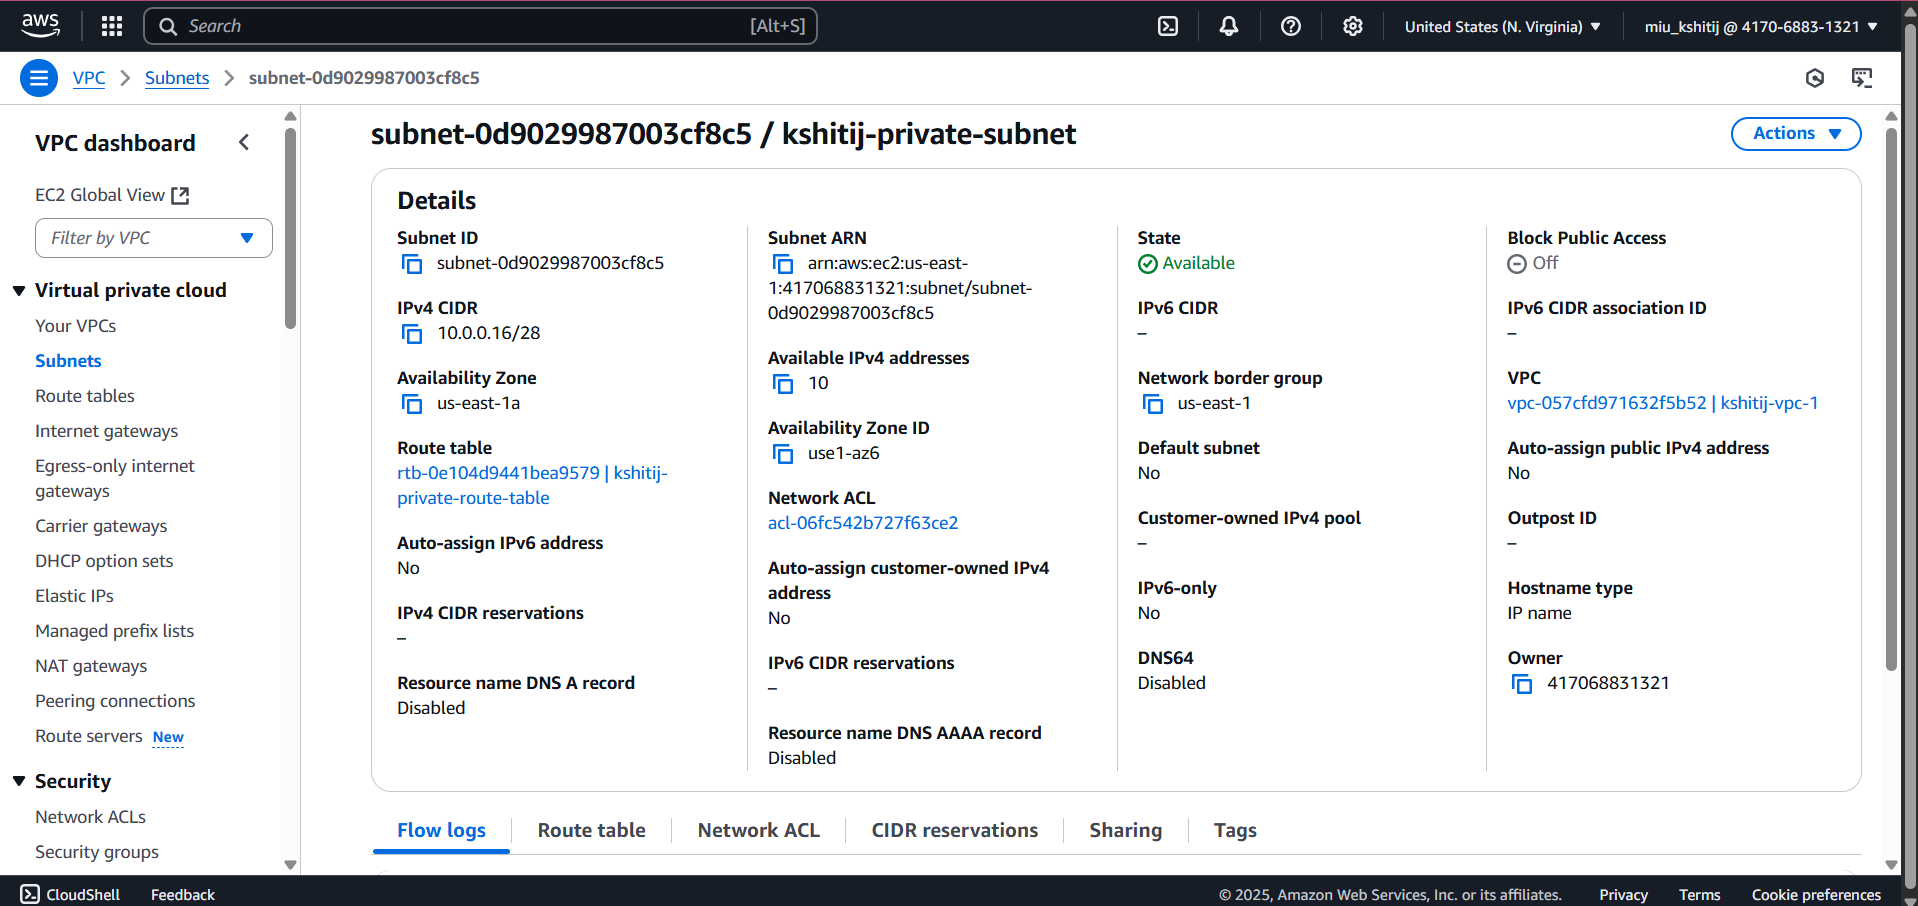 aws
Search [Alt+S]
United States (N. Virginia)
miu_kshitij @ 4170-6883-1321
VPC
Subnets
subnet-0d9029987003cf8c5
VPC dashboard
EC2 Global View
Filter by VPC
Virtual private cloud
Your VPCs
Subnets
Route tables
Internet gateways
Egress-only internet
gateways
Carrier gateways
DHCP option sets
Elastic IPs
Managed prefix lists
NAT gateways
Peering connections
Route servers New
Security
Network ACLs
Security groups
subnet-0d9029987003cf8c5 / kshitij-private-subnet
Actions
Details
Subnet ID
subnet-0d9029987003cf8c5
IPv4 CIDR
10.0.0.16/28
Availability Zone
us-east-1a
Route table
rtb-0e104d9441bea9579 | kshitij-
private-route-table
Auto-assign IPv6 address
No
IPv4 CIDR reservations
–
Resource name DNS A record
Disabled
Subnet ARN
arn:aws:ec2:us-east-
1:417068831321:subnet/subnet-
0d9029987003cf8c5
Available IPv4 addresses
10
Availability Zone ID
use1-az6
Network ACL
acl-06fc542b727f63ce2
Auto-assign customer-owned IPv4
address
No
IPv6 CIDR reservations
–
Resource name DNS AAAA record
Disabled
State
Available
IPv6 CIDR
–
Network border group
us-east-1
Default subnet
No
Customer-owned IPv4 pool
–
IPv6-only
No
DNS64
Disabled
Block Public Access
Off
IPv6 CIDR association ID
–
VPC
vpc-057cfd971632f5b52 | kshitij-vpc-1
Auto-assign public IPv4 address
No
Outpost ID
–
Hostname type
IP name
Owner
417068831321
Flow logs
Route table
Network ACL
CIDR reservations
Sharing
Tags
CloudShell
Feedback
© 2025, Amazon Web Services, Inc. or its affiliates.
Privacy
Terms
Cookie preferences